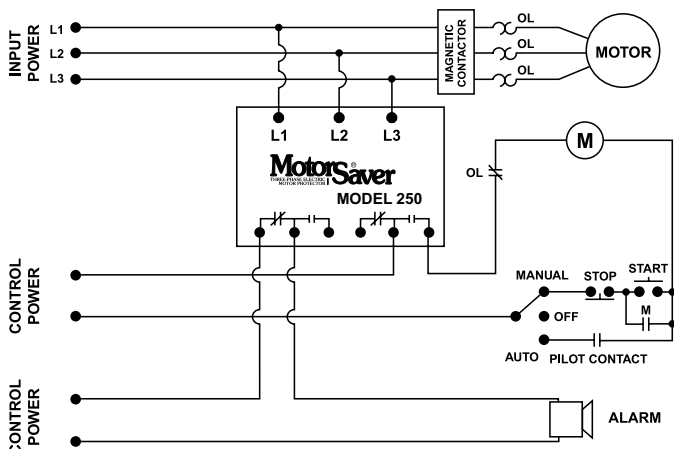 INPUT
POWER
L1
L2
L3
MAGNETIC
CONTACTOR
OL
OL
OL
MOTOR
L1
L2
L3
MotorSaver®
THREE-PHASE ELECTRIC
MOTOR PROTECTOR
MODEL 250
OL
M
CONTROL
POWER
MANUAL
STOP
START
OFF
M
AUTO
PILOT CONTACT
CONTROL
POWER
ALARM